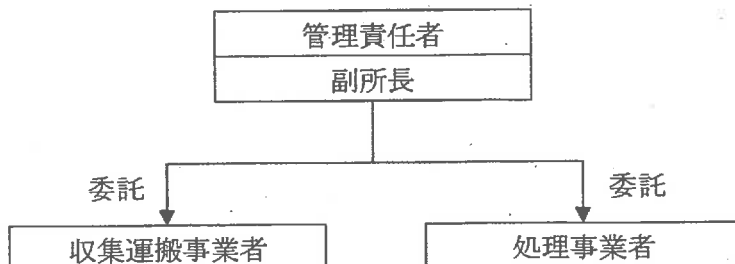 管理責任者
副所長
委託
委託
収集運搬事業者
処理事業者